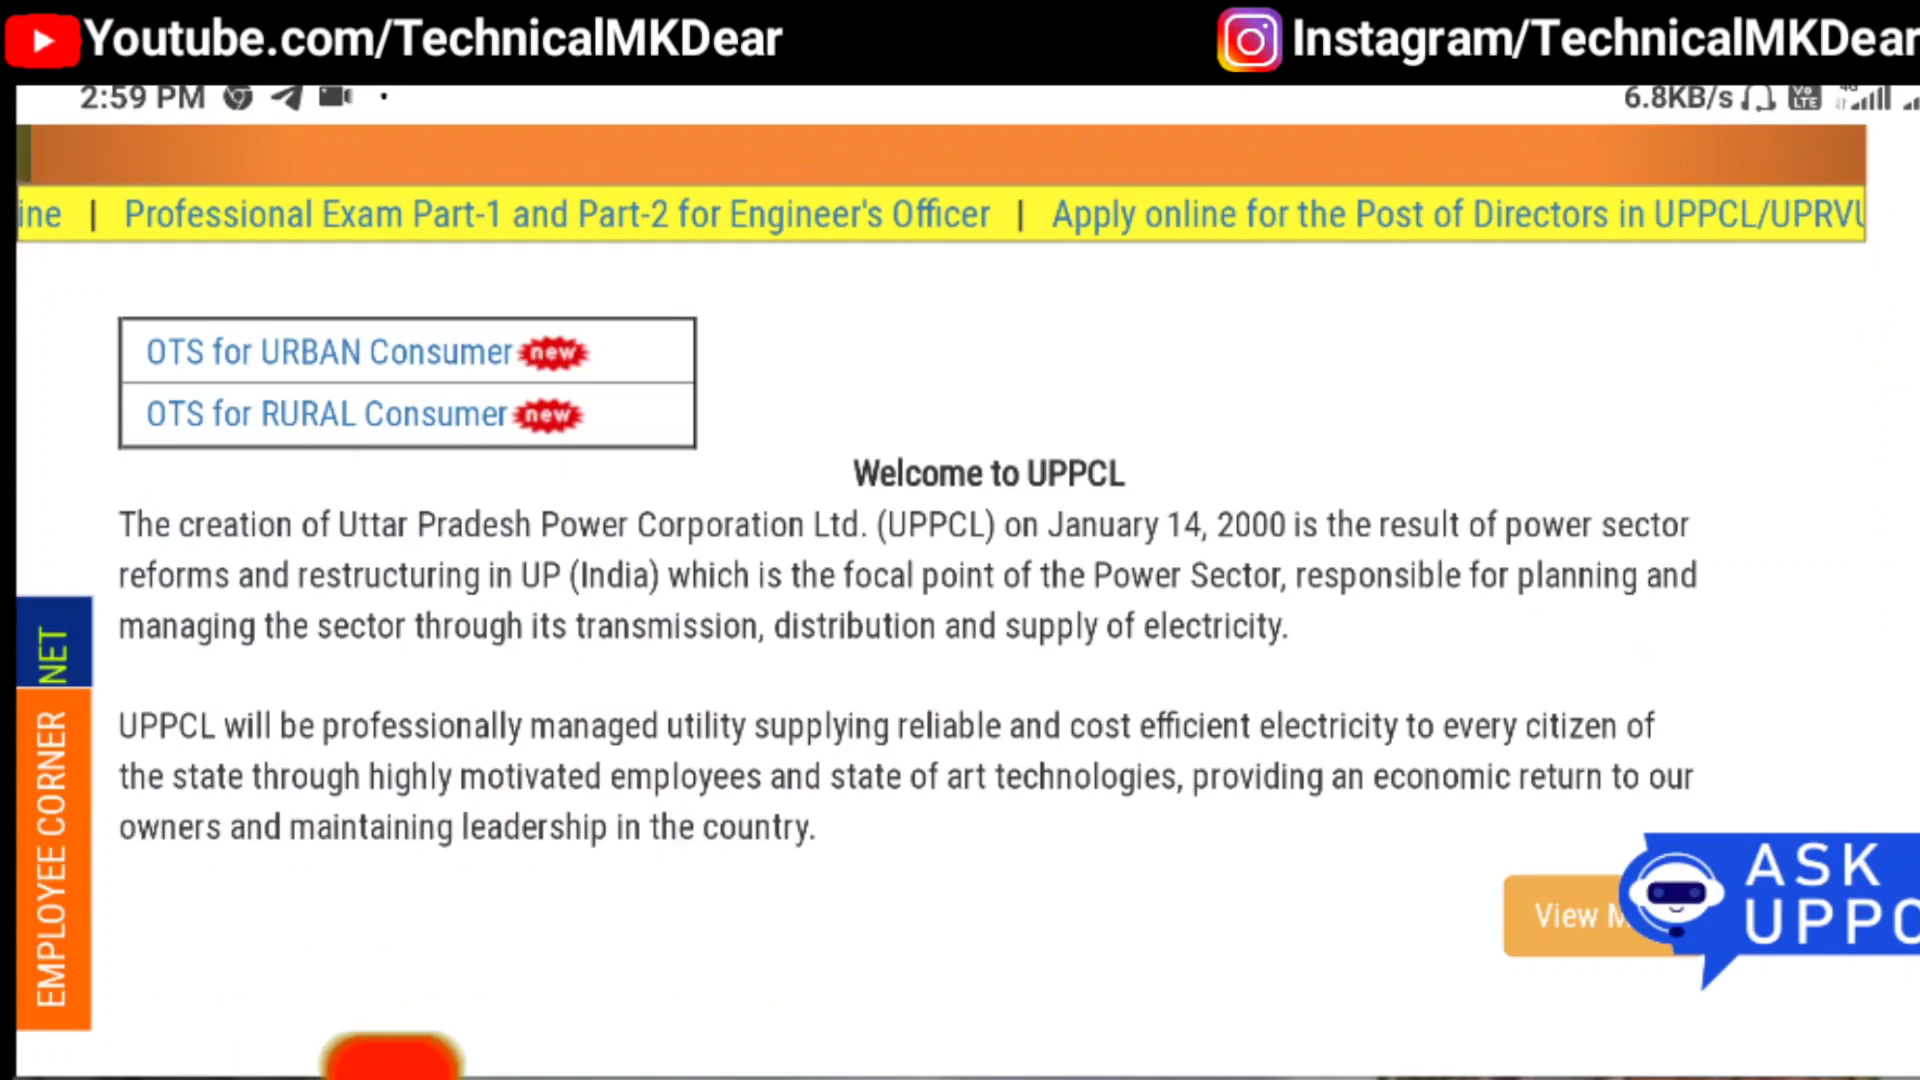 Youtube.com/TechnicalMKDear
Instagram/TechnicalMKDear
2:59 PM
6.8KB/s Vo LTE 4G
ine | Professional Exam Part-1 and Part-2 for Engineer's Officer | Apply online for the Post of Directors in UPPCL/UPRVU
OTS for URBAN Consumer new
OTS for RURAL Consumer new
Welcome to UPPCL
The creation of Uttar Pradesh Power Corporation Ltd. (UPPCL) on January 14, 2000 is the result of power sector
reforms and restructuring in UP (India) which is the focal point of the Power Sector, responsible for planning and
managing the sector through its transmission, distribution and supply of electricity.
UPPCL will be professionally managed utility supplying reliable and cost efficient electricity to every citizen of
the state through highly motivated employees and state of art technologies, providing an economic return to our
owners and maintaining leadership in the country.
NET
EMPLOYEE CORNER
View M
ASK
UPPC